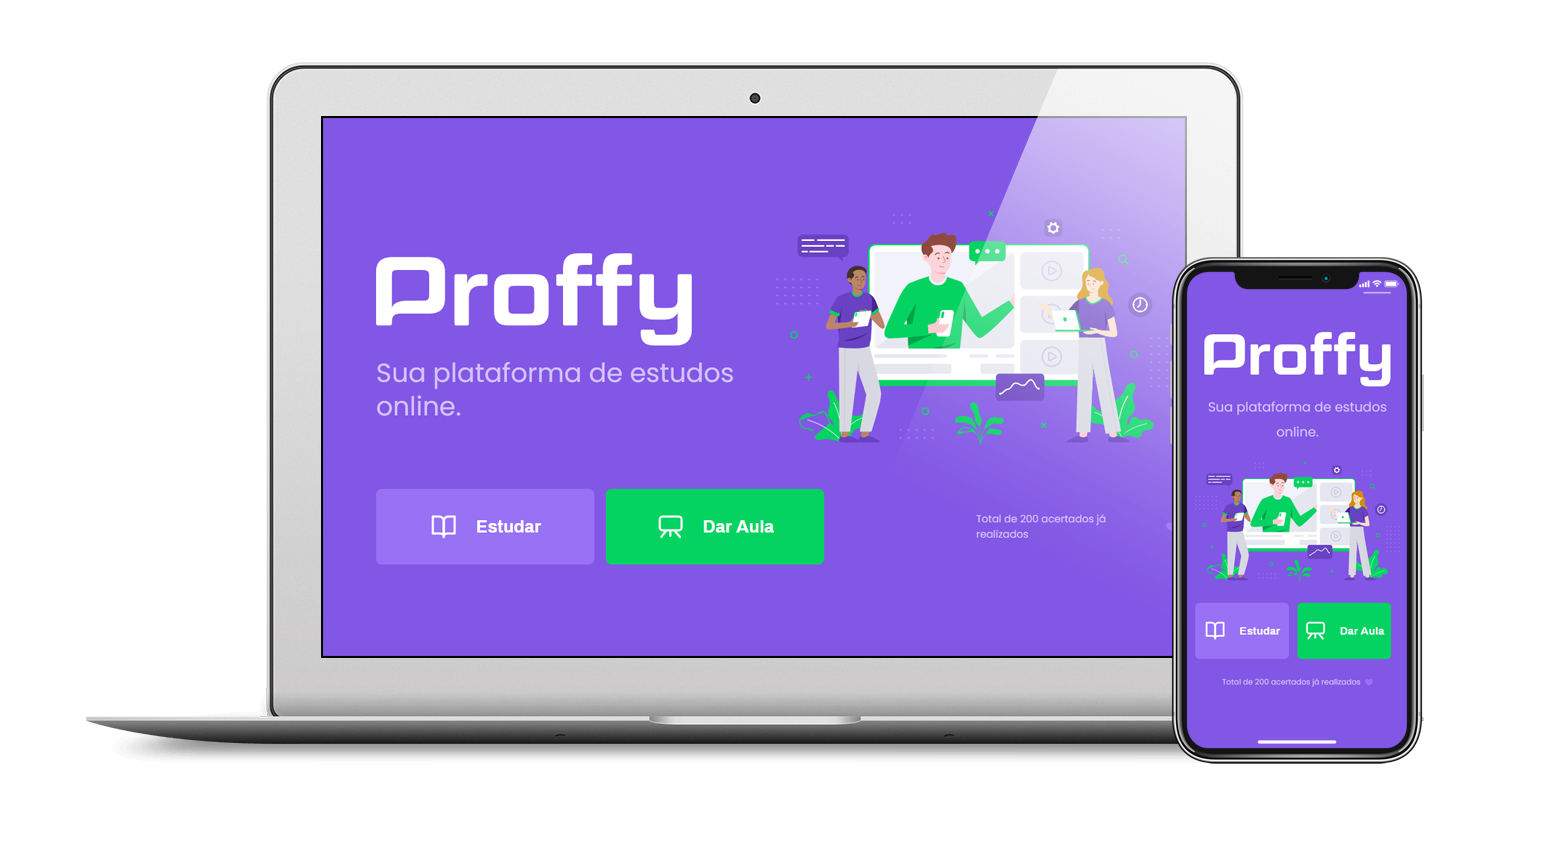 Proffy
Sua plataforma de estudos
online.
Estudar
Dar Aula
Total de 200 acertados já
realizados
Proffy
Sua plataforma de estudos
online.
Estudar
Dar Aula
Total de 200 acertados já realizados